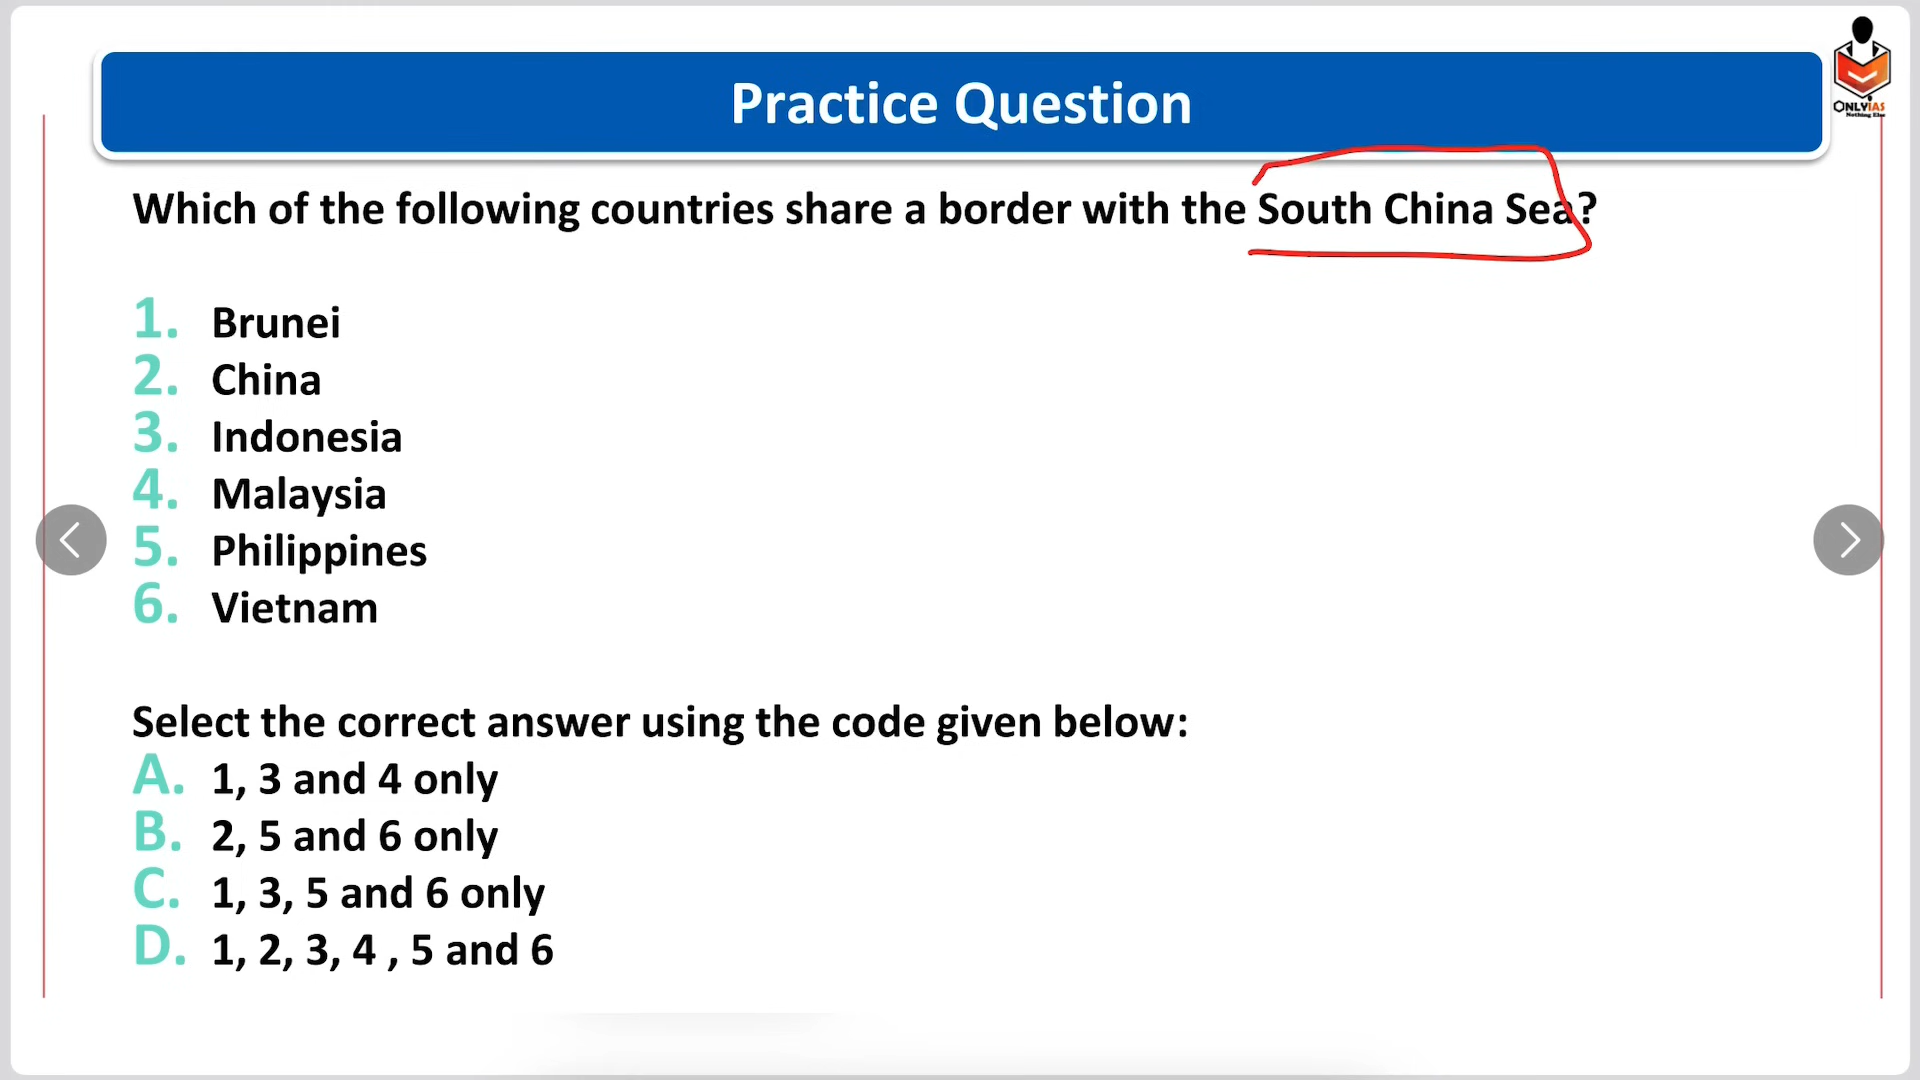 Practice Question
ONLYIAS
Nothing Else
Which of the following countries share a border with the South China Sea?
1. Brunei
2. China
3. Indonesia
4. Malaysia
5. Philippines
6. Vietnam
Select the correct answer using the code given below:
A. 1, 3 and 4 only
B. 2, 5 and 6 only
C. 1, 3, 5 and 6 only
D. 1, 2, 3, 4 , 5 and 6